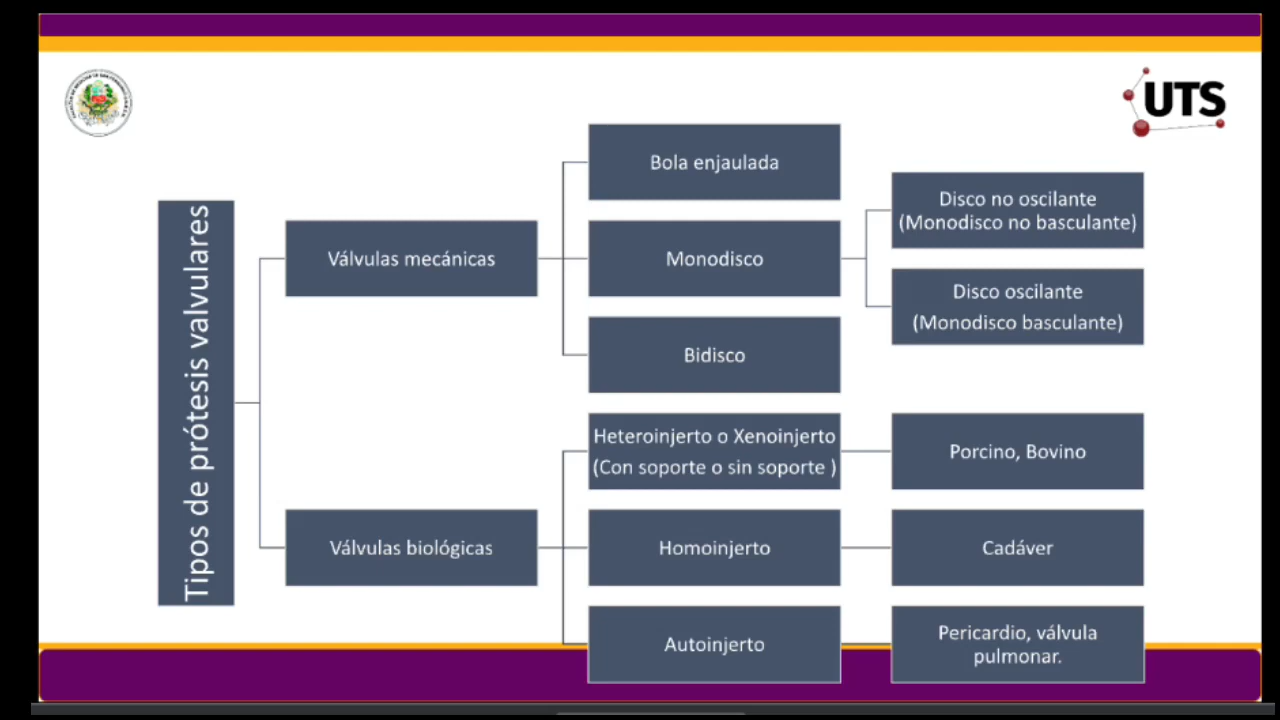 UTS
Tipos de prótesis valvulares
Válvulas mecánicas
Bola enjaulada
Monodisco
Disco no oscilante
(Monodisco no basculante)
Disco oscilante
(Monodisco basculante)
Bidisco
Válvulas biológicas
Heteroinjerto o Xenoinjerto
(Con soporte o sin soporte )
Porcino, Bovino
Homoinjerto
Cadáver
Autoinjerto
Pericardio, válvula
pulmonar.